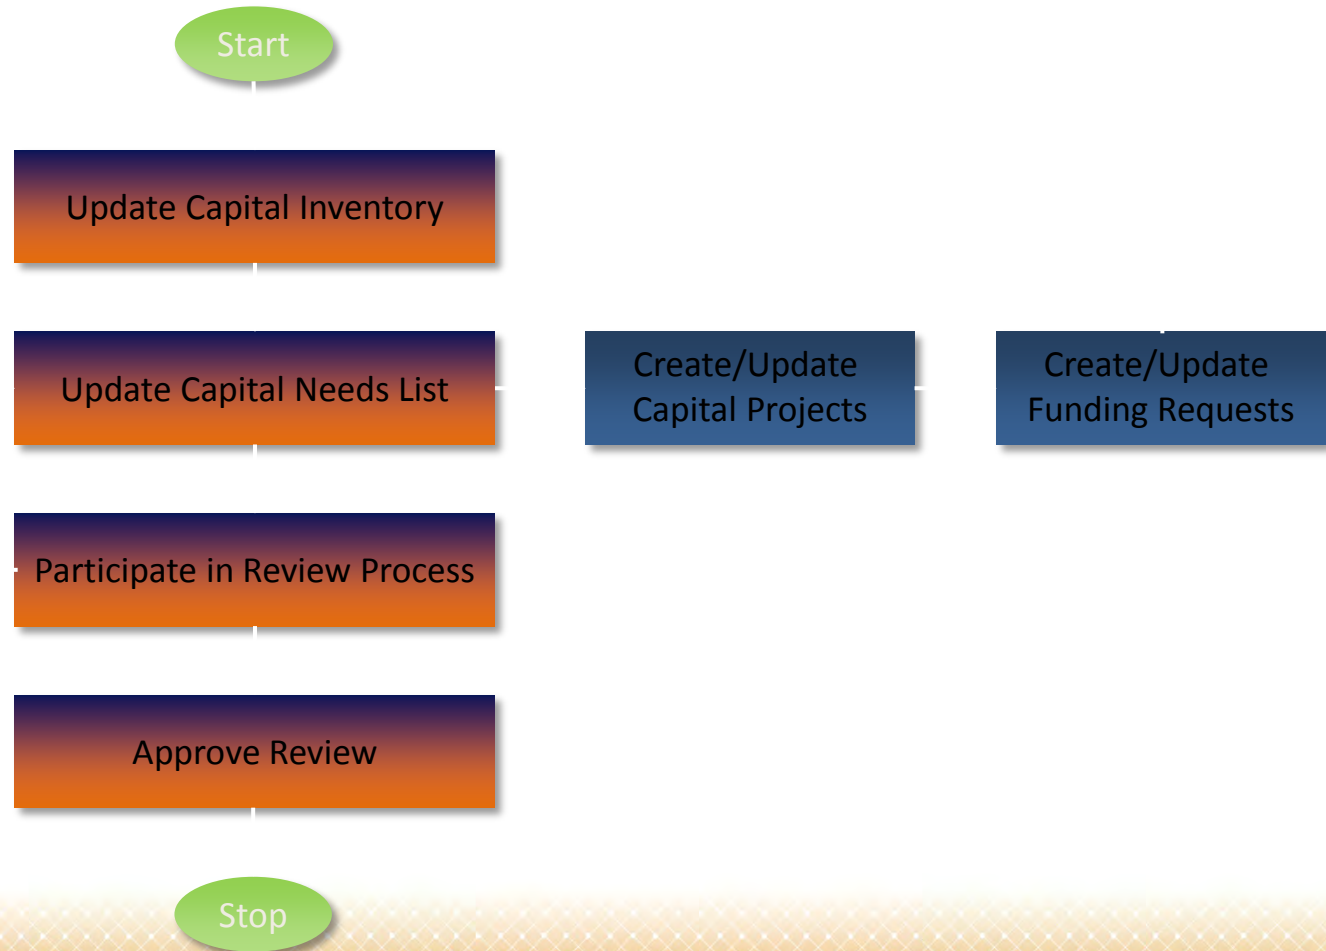 Start
Update Capital Inventory
Update Capital Needs List
Create/Update
Capital Projects
Create/Update
Funding Requests
Participate in Review Process
Approve Review
Stop